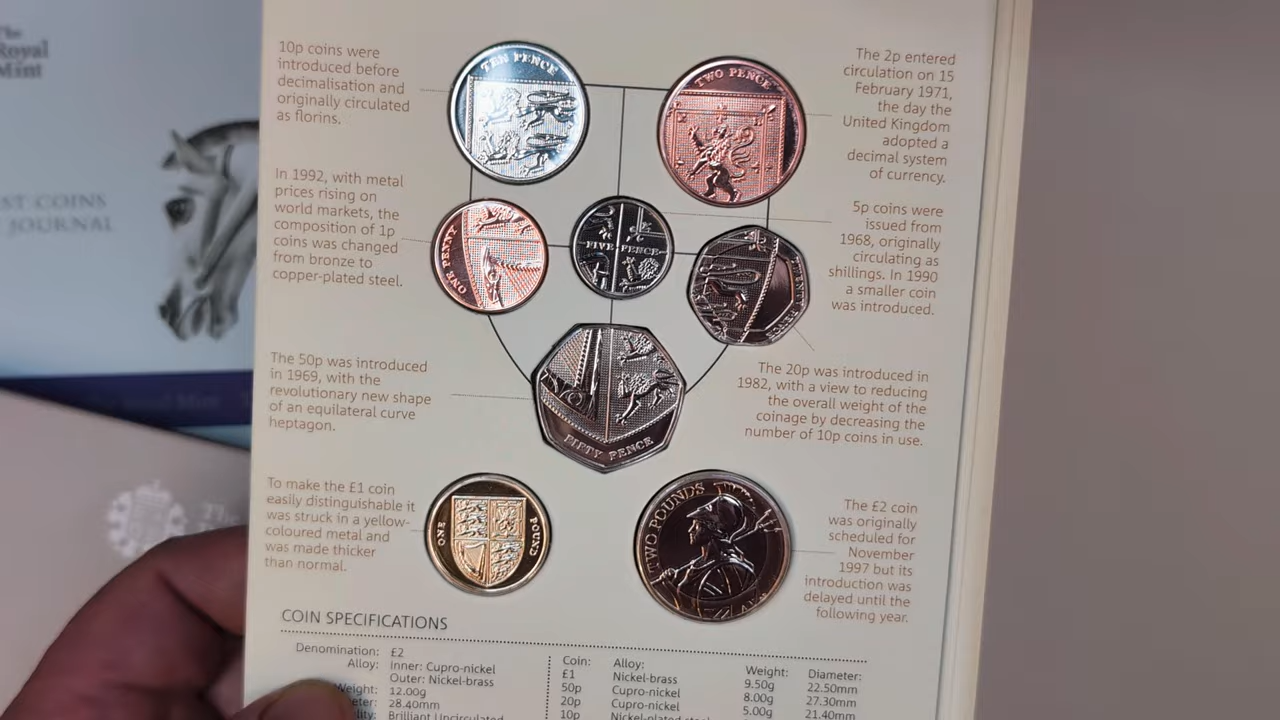 The
Royal
Mint
ST COINS
JOURNAL
10p coins were
introduced before
decimalisation and
originally circulated
as florins.
In 1992, with metal
prices rising on
world markets, the
composition of 1p
coins was changed
from bronze to
copper-plated steel.
The 50p was introduced
in 1969, with the
revolutionary new shape
of an equilateral curve
heptagon.
To make the £1 coin
easily distinguishable it
was struck in a yellow-
coloured metal and
was made thicker
than normal.
TEN PENCE
TWO PENCE
ONE PENNY
FIVE PENCE
TWENTY PENCE
FIFTY PENCE
ONE POUND
TWO POUNDS
The 2p entered
circulation on 15
February 1971,
the day the
United Kingdom
adopted a
decimal system
of currency.
5p coins were
issued from
1968, originally
circulating as
shillings. In 1990
a smaller coin
was introduced.
The 20p was introduced in
1982, with a view to reducing
the overall weight of the
coinage by decreasing the
number of 10p coins in use.
The £2 coin
was originally
scheduled for
November
1997 but its
introduction was
delayed until the
following year.
COIN SPECIFICATIONS
Denomination: £2
Alloy: Inner: Cupro-nickel
Outer: Nickel-brass
Weight: 12.00g
eter: 28.40mm
lity: Brilliant Uncirculated
Coin: Alloy: Weight: Diameter:
£1 Nickel-brass 9.50g 22.50mm
50p Cupro-nickel 8.00g 27.30mm
20p Cupro-nickel 5.00g 21.40mm
10p Nickel-plated steel